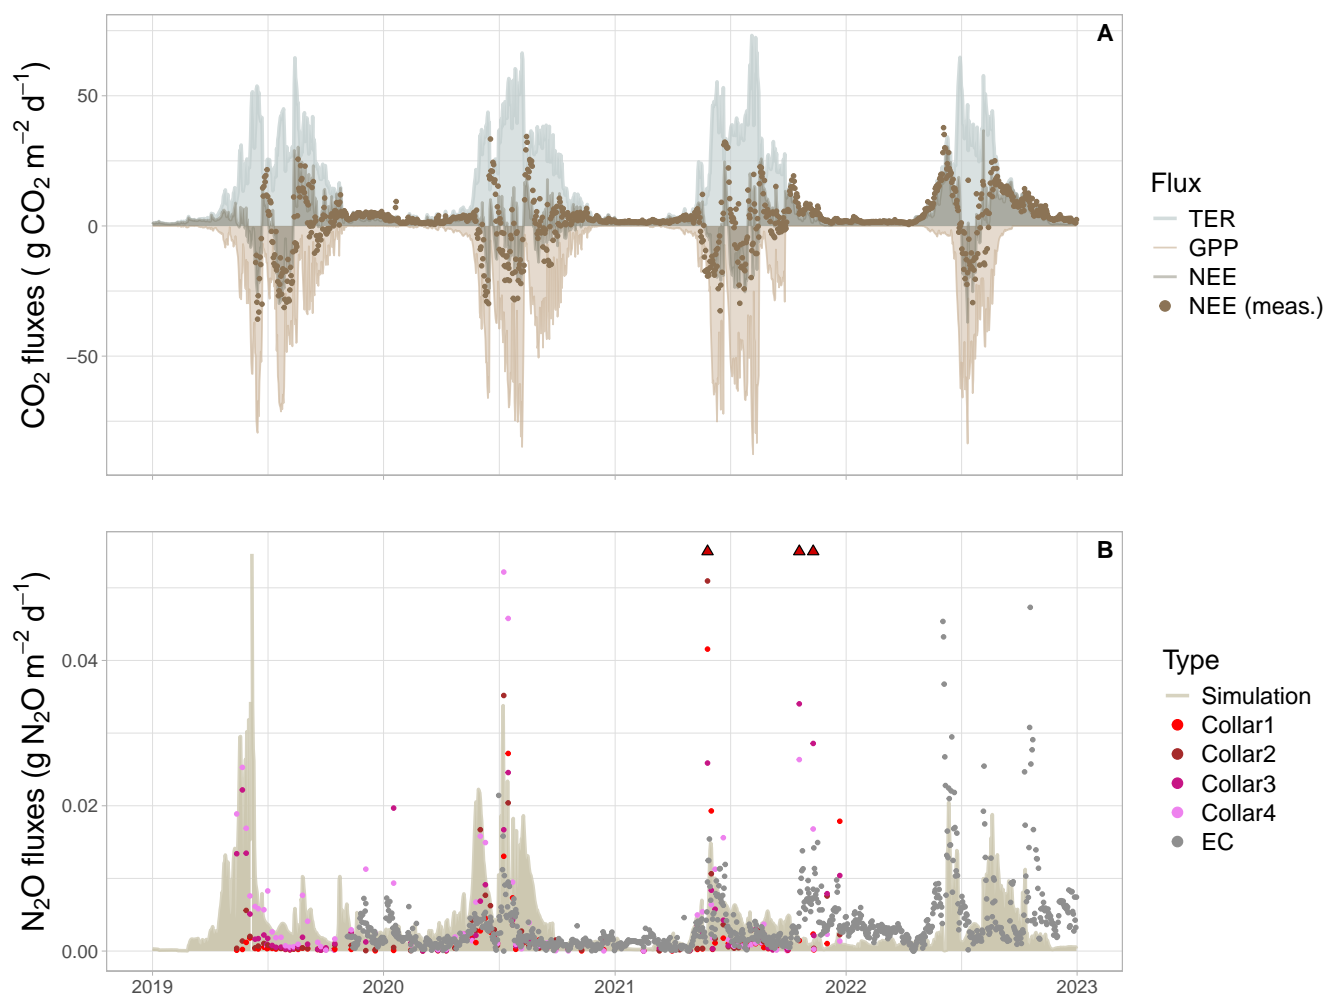 A
CO₂ fluxes ( g CO₂ m⁻² d⁻¹)
50
0
−50
Flux
TER
GPP
NEE
NEE (meas.)
B
N₂O fluxes (g N₂O m⁻² d⁻¹)
0.04
0.02
0.00
2019
2020
2021
2022
2023
Type
Simulation
Collar1
Collar2
Collar3
Collar4
EC